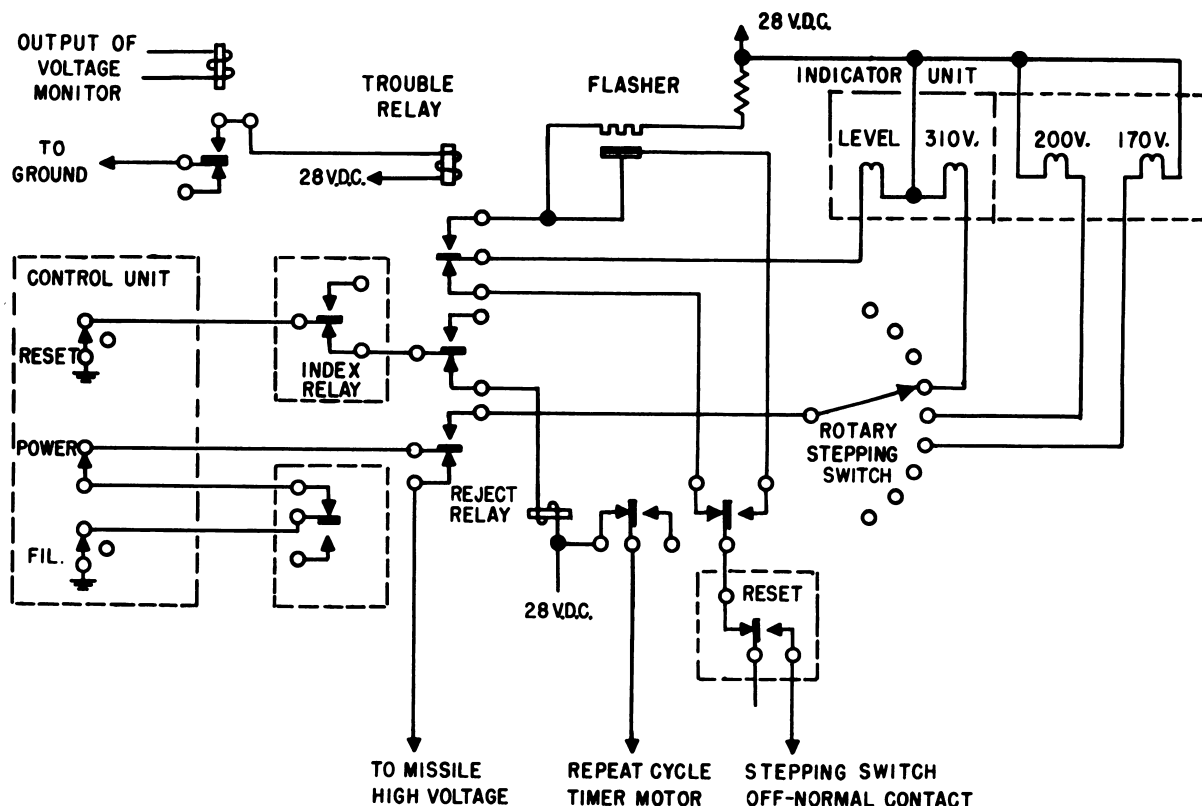 28 V.D.C.
OUTPUT OF
VOLTAGE
MONITOR
TROUBLE
RELAY
FLASHER
INDICATOR UNIT
LEVEL 310V. 200V. 170V.
TO
GROUND
28 V.D.C.
CONTROL UNIT
RESET
INDEX
RELAY
POWER
ROTARY
STEPPING
SWITCH
REJECT
RELAY
FIL.
28 V.D.C.
RESET
TO MISSILE
HIGH VOLTAGE
REPEAT CYCLE
TIMER MOTOR
STEPPING SWITCH
OFF-NORMAL CONTACT